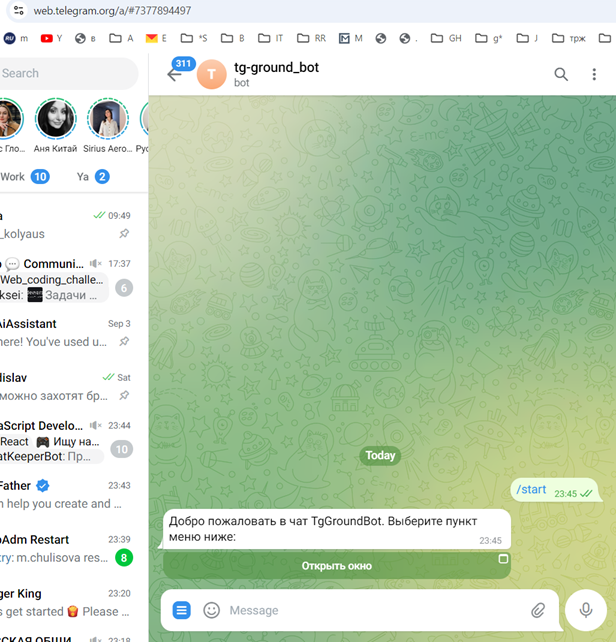 web.telegram.org/a/#7377894497
m
Y
E
в
A
*S
B
IT
RR
M
.
GH
g*
J
трж
Search
311
T
tg-ground_bot
bot
с Гло...
Аня Китай
Sirius Aero...
Рус
Work 10
Ya 2
а 09:49
_kolyaus
Communi... 17:37
Web_coding_challe...
ksei: Задачи ... 6
AiAssistant Sep 3
here! You've used u...
dislav Sat
можно захотят бр...
aScript Develo... 23:44
React Ищу на...
atKeeperBot: Пр... 10
Father 23:43
n help you create and ...
pAdm Restart 23:39
try: m.chulisova res... 8
ger King 23:20
s get started Please ...
СКАЯ ОБЩИ 23:18
Today
/start 23:45
Добро пожаловать в чат TgGroundBot. Выберите пункт
меню ниже: 23:45
Открыть окно
Message